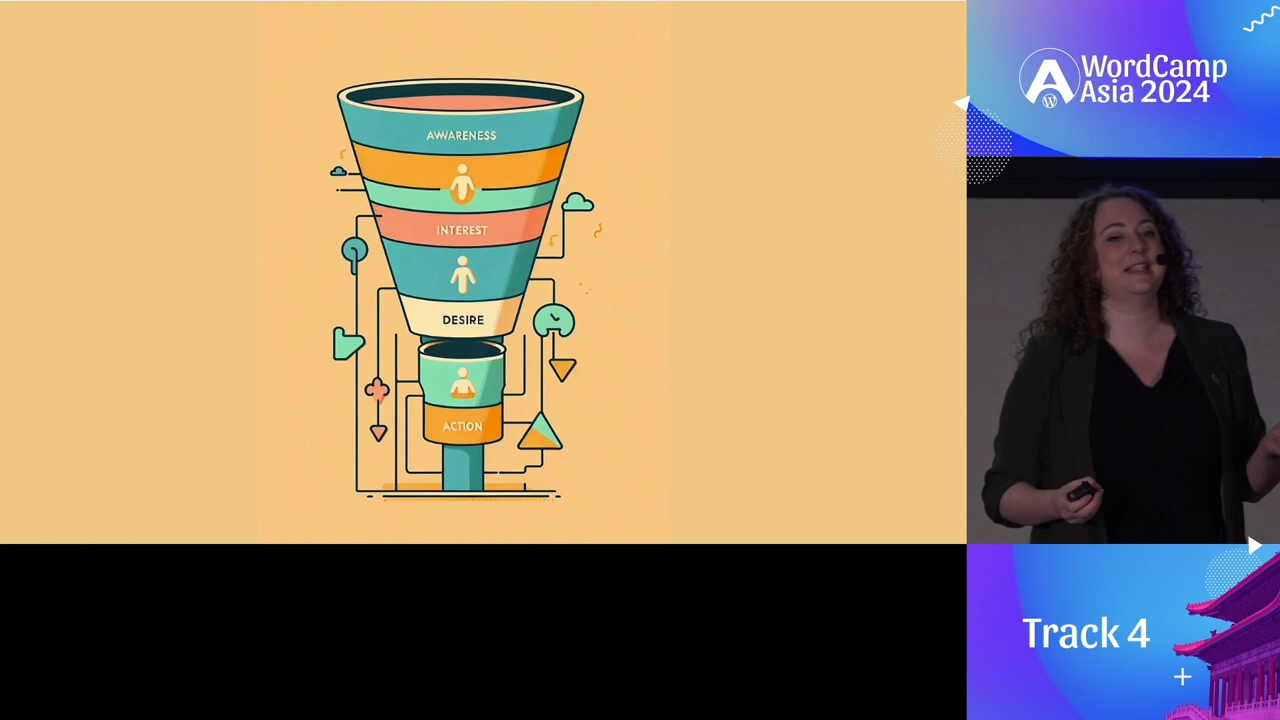 AWARENESS
INTEREST
DESIRE
ACTION
WordCamp
Asia 2024
Track 4